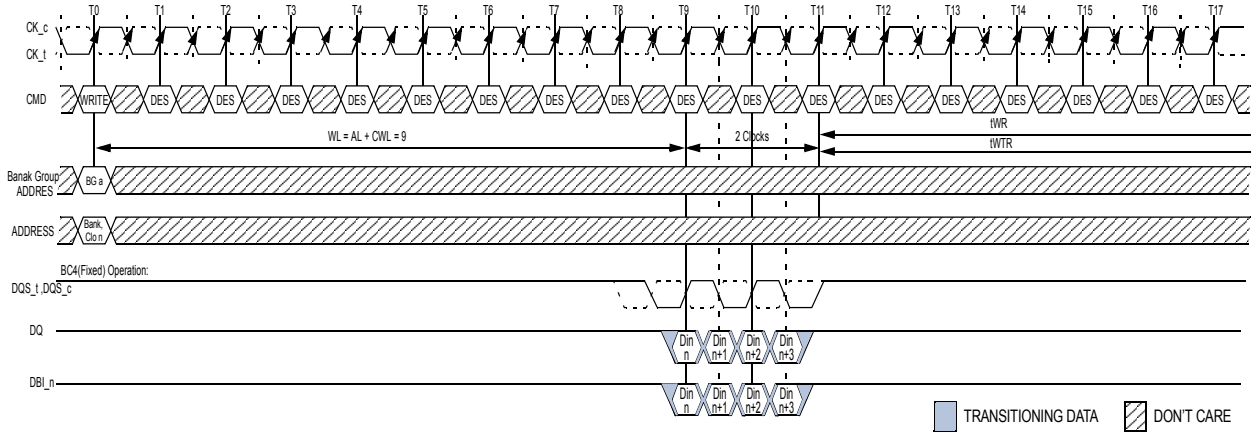 T0 T1 T2 T3 T4 T5 T6 T7 T8 T9 T10 T11 T12 T13 T14 T15 T16 T17
CK_c
CK_t
CMD WRITE DES DES DES DES DES DES DES DES DES DES DES DES DES DES DES DES DES
WL = AL + CWL = 9 2 Clocks tWR
tWTR
Banak Group
ADDRES
BG a
ADDRESS
Bank,
Clo n
BC4(Fixed) Operation:
DQS_t ,DQS_c
DQ
Din Din Din Din
n n+1 n+2 n+3
DBI_n
Din Din Din Din
n n+1 n+2 n+3
TRANSITIONING DATA DON'T CARE